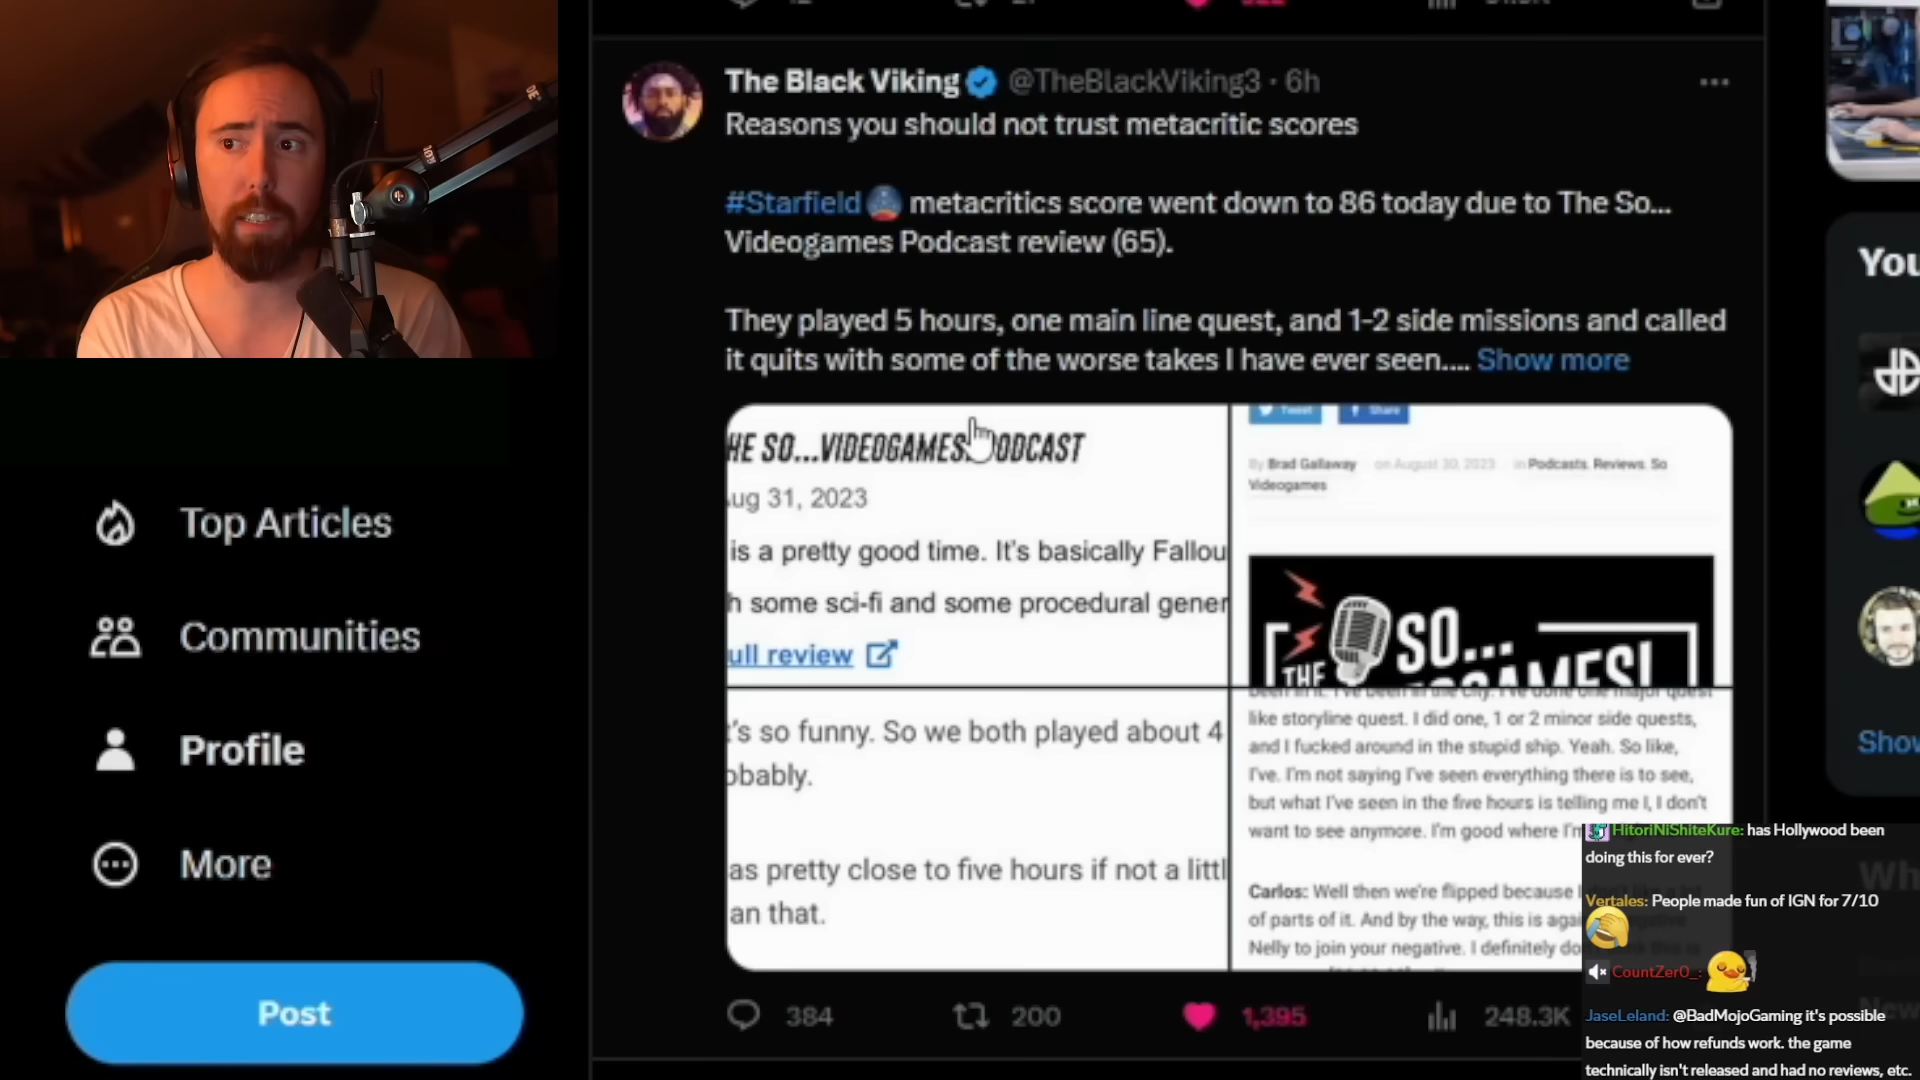 The Black Viking @TheBlackViking3 · 6h
Reasons you should not trust metacritic scores
#Starfield metacritics score went down to 86 today due to The So...
Videogames Podcast review (65).
They played 5 hours, one main line quest, and 1-2 side missions and called
it quits with some of the worse takes I have ever seen.... Show more
HE SO...VIDEOGAMES PODCAST
ug 31, 2023
is a pretty good time. It's basically Fallou
h some sci-fi and some procedural gener
ull review
Tweet
Share
By Brad Gallaway on August 30, 2023 in Podcasts, Reviews, So
Videogames
THE SO...
GAMES!
t's so funny. So we both played about 4
obably.
as pretty close to five hours if not a littl
an that.
been in it. I've been in the city. I've done one major quest
like storyline quest. I did one, 1 or 2 minor side quests,
and I fucked around in the stupid ship. Yeah. So like,
I've. I'm not saying I've seen everything there is to see,
but what I've seen in the five hours is telling me I, I don't
want to see anymore. I'm good where I'm
Carlos: Well then we're flipped because I
of parts of it. And by the way, this is agai
Nelly to join your negative. I definitely do
384
200
1,395
248.3K
Top Articles
Communities
Profile
More
Post
You
Show
Wh
HitoriNiShiteKure: has Hollywood been
doing this for ever?
Vertales: People made fun of IGN for 7/10
CountZer0_:
JaseLeland: @BadMojoGaming it's possible
because of how refunds work. the game
technically isn't released and had no reviews, etc.